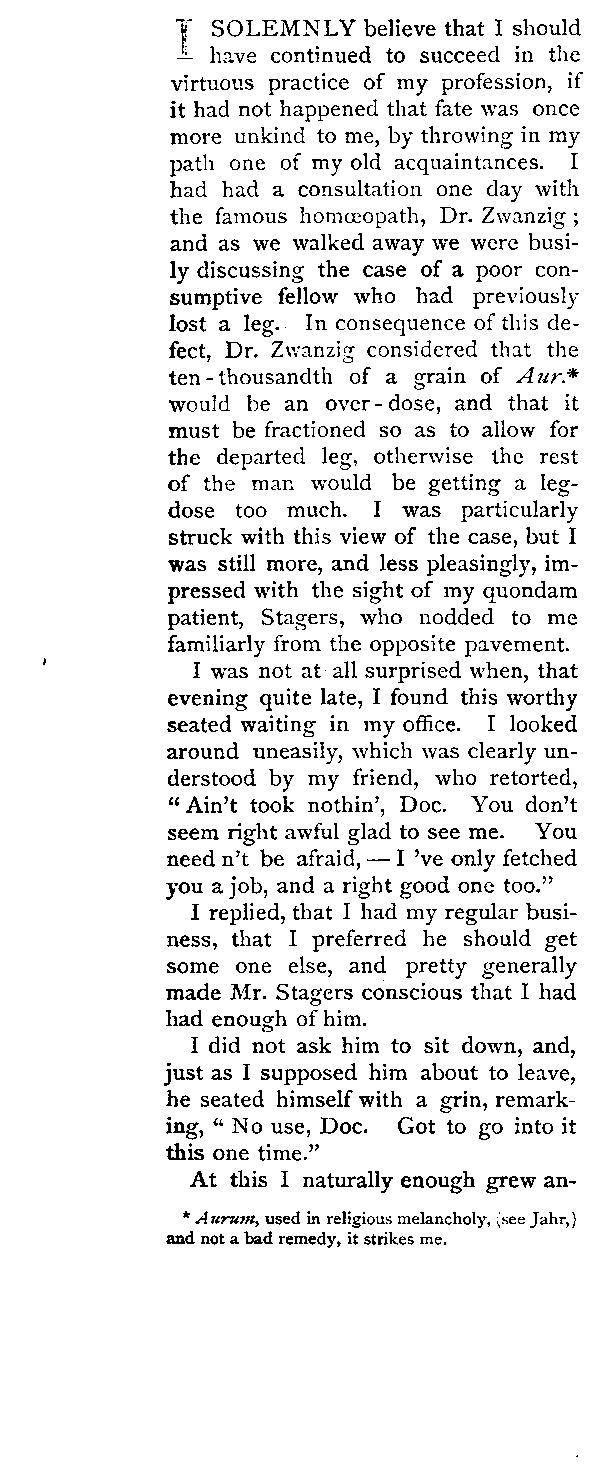 I SOLEMNLY believe that I should
have continued to succeed in the
virtuous practice of my profession, if
it had not happened that fate was once
more unkind to me, by throwing in my
path one of my old acquaintances. I
had had a consultation one day with
the famous homœopath, Dr. Zwanzig;
and as we walked away we were busi-
ly discussing the case of a poor con-
sumptive fellow who had previously
lost a leg. In consequence of this de-
fect, Dr. Zwanzig considered that the
ten-thousandth of a grain of Aur.*
would be an over-dose, and that it
must be fractioned so as to allow for
the departed leg, otherwise the rest
of the man would be getting a leg-
dose too much. I was particularly
struck with this view of the case, but I
was still more, and less pleasingly, im-
pressed with the sight of my quondam
patient, Stagers, who nodded to me
familiarly from the opposite pavement.
I was not at all surprised when, that
evening quite late, I found this worthy
seated waiting in my office. I looked
around uneasily, which was clearly un-
derstood by my friend, who retorted,
“Ain't took nothin', Doc. You don't
seem right awful glad to see me. You
need n't be afraid, — I 've only fetched
you a job, and a right good one too.”
I replied, that I had my regular busi-
ness, that I preferred he should get
some one else, and pretty generally
made Mr. Stagers conscious that I had
had enough of him.
I did not ask him to sit down, and,
just as I supposed him about to leave,
he seated himself with a grin, remark-
ing, “No use, Doc. Got to go into it
this one time.”
At this I naturally enough grew an-
* Aurum, used in religious melancholy, (see Jahr,)
and not a bad remedy, it strikes me.